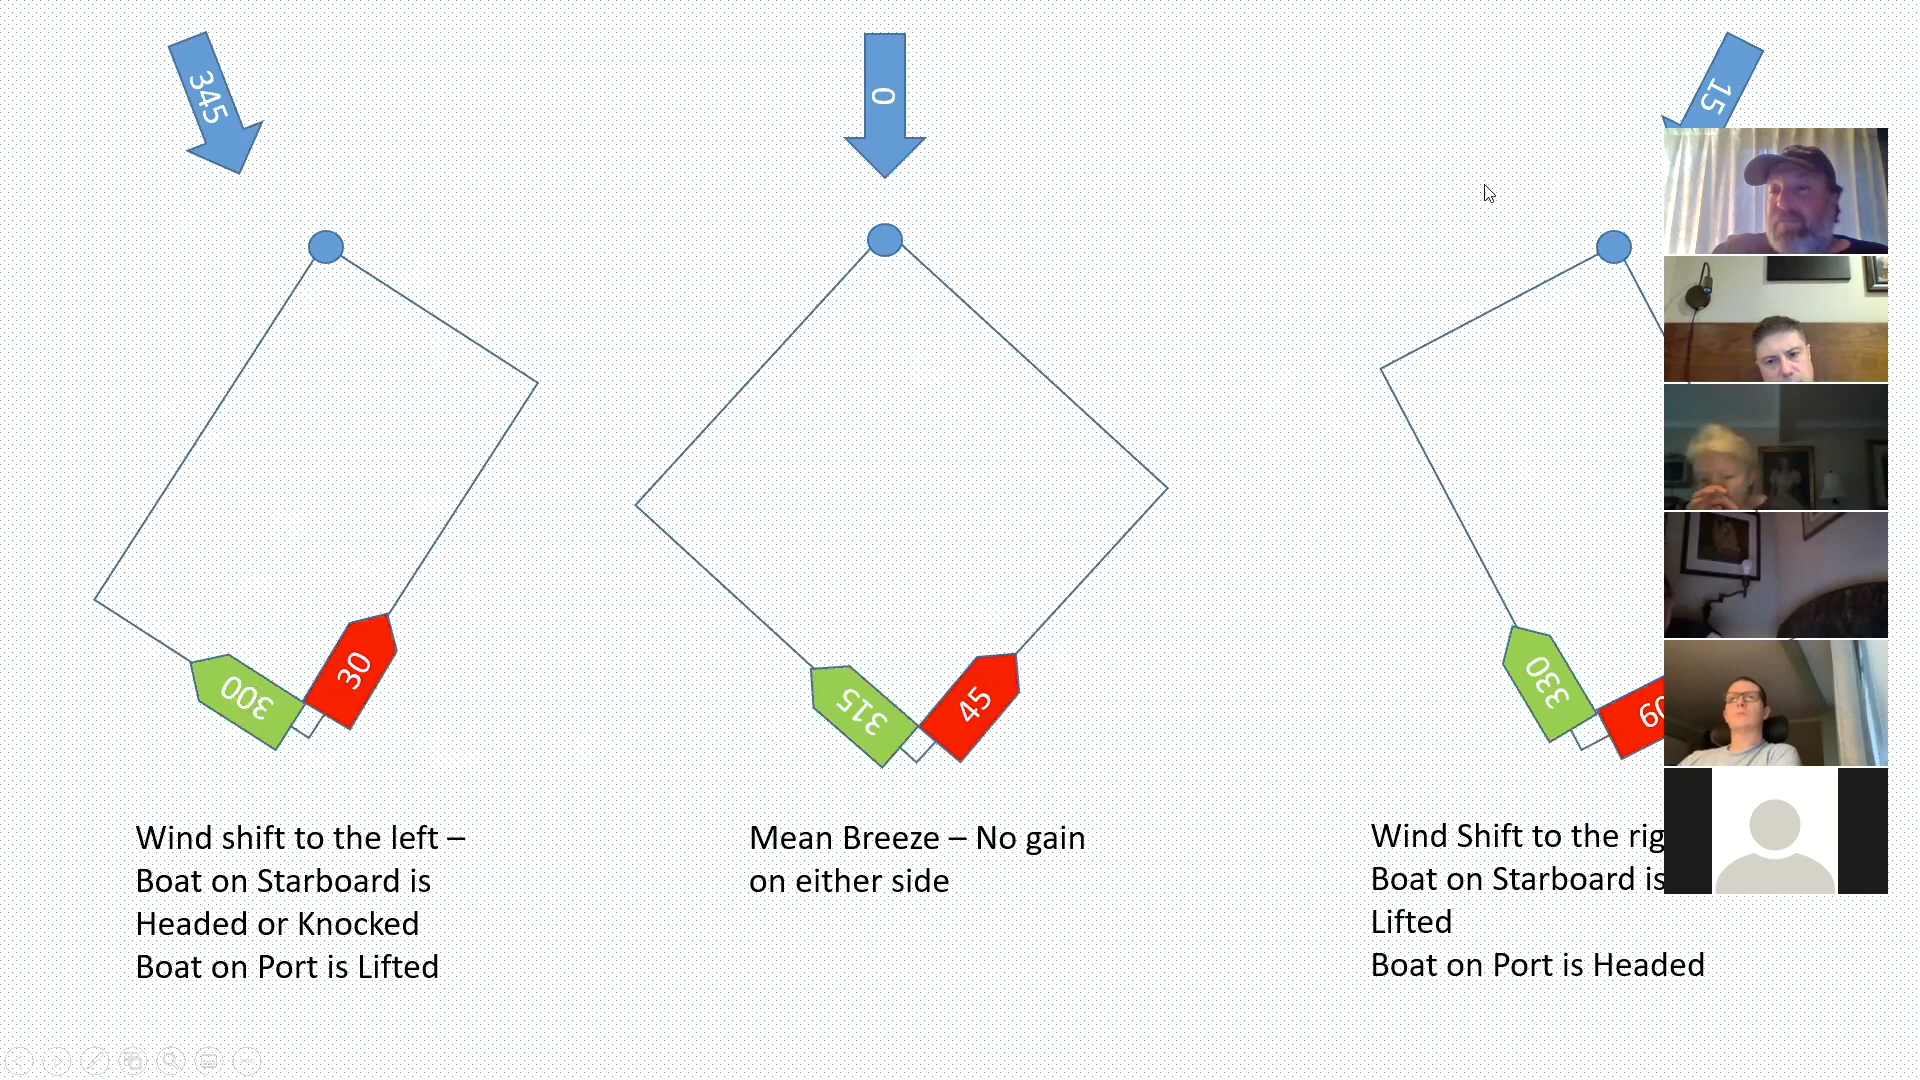 345
0
15
300
30
315
45
330
Wind shift to the left –
Boat on Starboard is
Headed or Knocked
Boat on Port is Lifted
Mean Breeze – No gain
on either side
Wind Shift to the
Boat on Starboard is
Lifted
Boat on Port is Headed